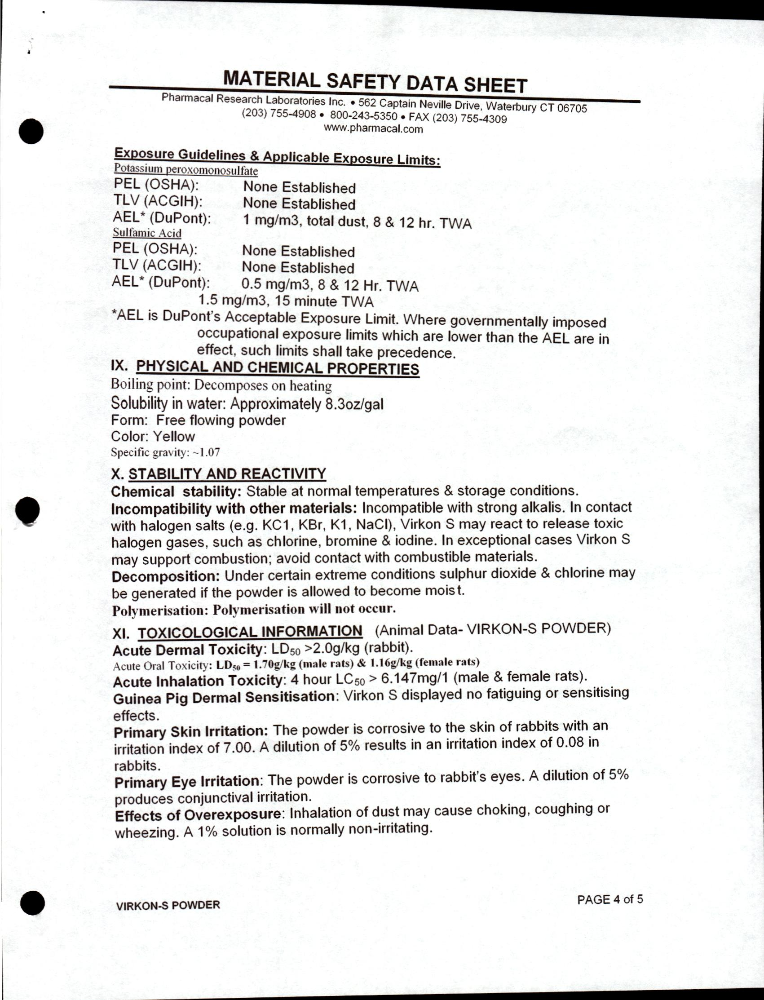 MATERIAL SAFETY DATA SHEET
Pharmacal Research Laboratories Inc. • 562 Captain Neville Drive, Waterbury CT 06705
(203) 755-4908 • 800-243-5350 • FAX (203) 755-4309
www.pharmacal.com
Exposure Guidelines & Applicable Exposure Limits:
Potassium peroxomonosulfate
PEL (OSHA): None Established
TLV (ACGIH): None Established
AEL* (DuPont): 1 mg/m3, total dust, 8 & 12 hr. TWA
Sulfamic Acid
PEL (OSHA): None Established
TLV (ACGIH): None Established
AEL* (DuPont): 0.5 mg/m3, 8 & 12 Hr. TWA
1.5 mg/m3, 15 minute TWA
*AEL is DuPont's Acceptable Exposure Limit. Where governmentally imposed
occupational exposure limits which are lower than the AEL are in
effect, such limits shall take precedence.
IX. PHYSICAL AND CHEMICAL PROPERTIES
Boiling point: Decomposes on heating
Solubility in water: Approximately 8.3oz/gal
Form: Free flowing powder
Color: Yellow
Specific gravity: ~1.07
X. STABILITY AND REACTIVITY
Chemical stability: Stable at normal temperatures & storage conditions.
Incompatibility with other materials: Incompatible with strong alkalis. In contact
with halogen salts (e.g. KC1, KBr, K1, NaCl), Virkon S may react to release toxic
halogen gases, such as chlorine, bromine & iodine. In exceptional cases Virkon S
may support combustion; avoid contact with combustible materials.
Decomposition: Under certain extreme conditions sulphur dioxide & chlorine may
be generated if the powder is allowed to become moist.
Polymerisation: Polymerisation will not occur.
XI. TOXICOLOGICAL INFORMATION (Animal Data- VIRKON-S POWDER)
Acute Dermal Toxicity: LD50 >2.0g/kg (rabbit).
Acute Oral Toxicity: LD50 = 1.70g/kg (male rats) & 1.16g/kg (female rats)
Acute Inhalation Toxicity: 4 hour LC50 > 6.147mg/1 (male & female rats).
Guinea Pig Dermal Sensitisation: Virkon S displayed no fatiguing or sensitising
effects.
Primary Skin Irritation: The powder is corrosive to the skin of rabbits with an
irritation index of 7.00. A dilution of 5% results in an irritation index of 0.08 in
rabbits.
Primary Eye Irritation: The powder is corrosive to rabbit's eyes. A dilution of 5%
produces conjunctival irritation.
Effects of Overexposure: Inhalation of dust may cause choking, coughing or
wheezing. A 1% solution is normally non-irritating.
VIRKON-S POWDER PAGE 4 of 5